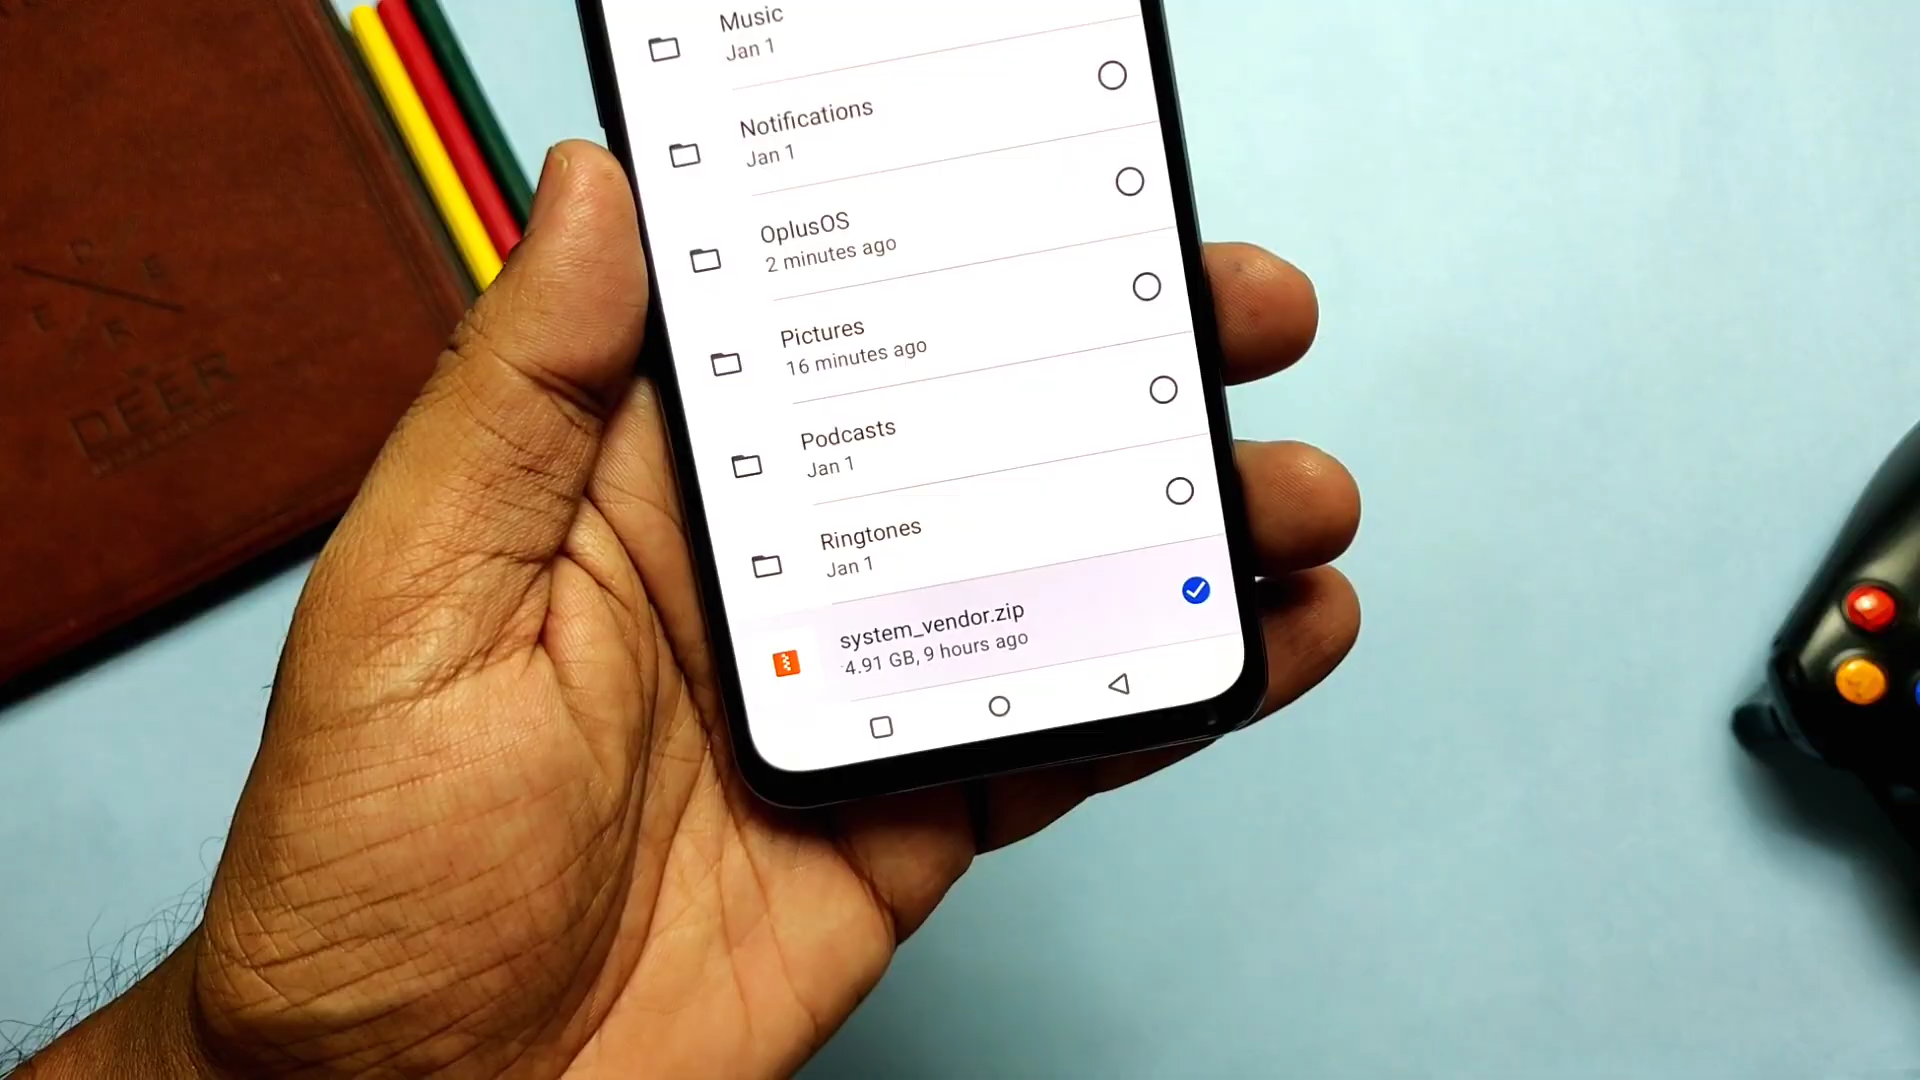 Music
Jan 1
Notifications
Jan 1
OplusOS
2 minutes ago
Pictures
16 minutes ago
Podcasts
Jan 1
Ringtones
Jan 1
system_vendor.zip
4.91 GB, 9 hours ago
D
E E
R
DEER